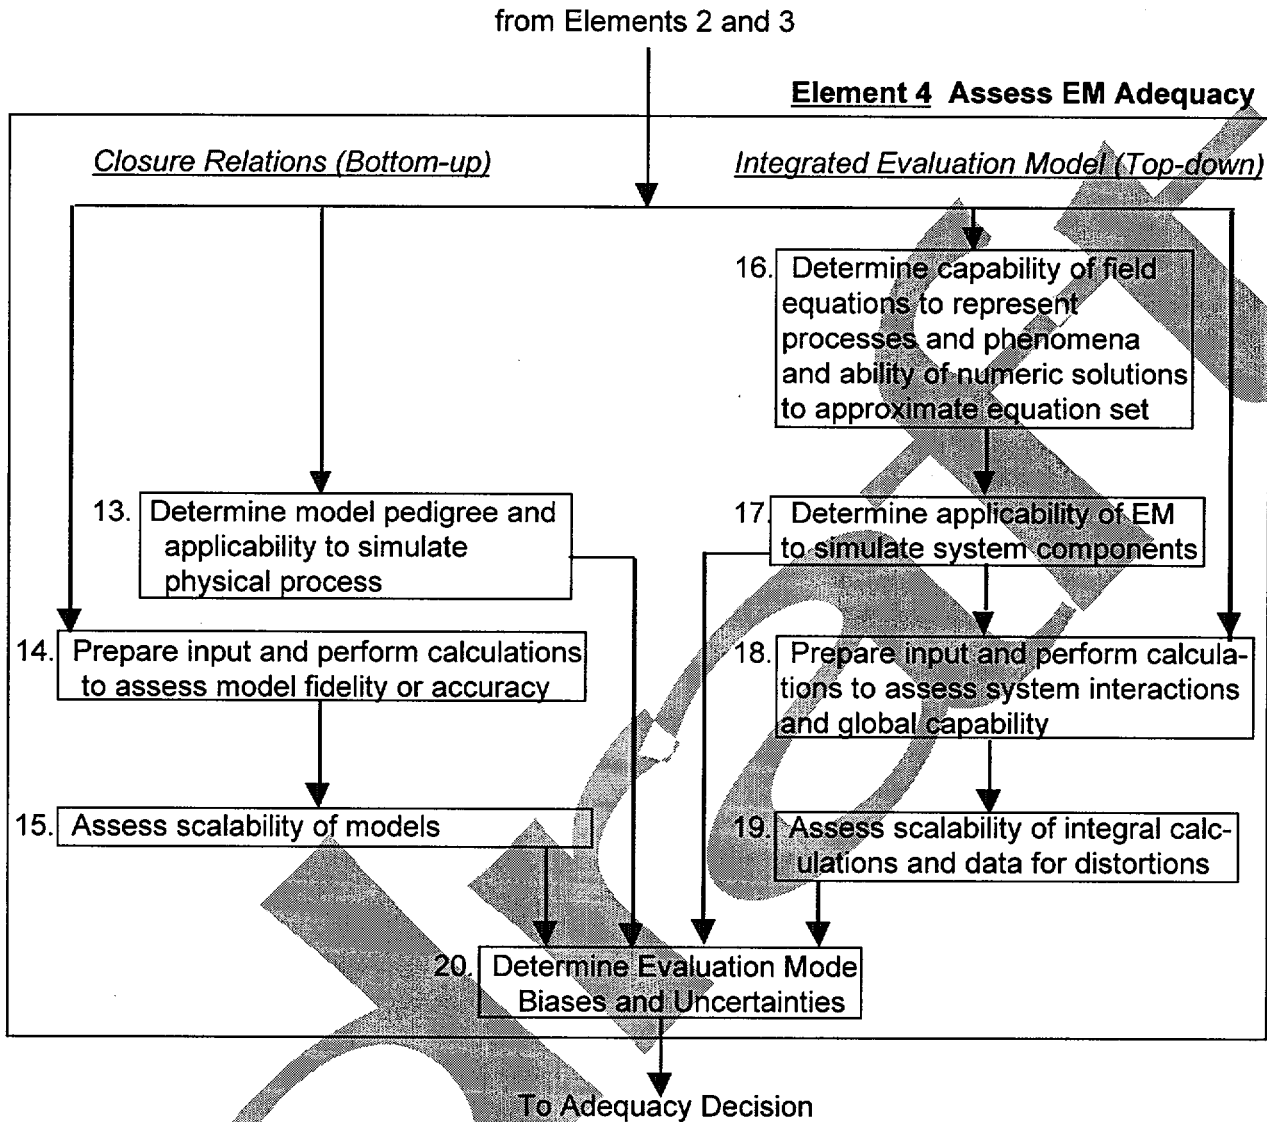 from Elements 2 and 3
Element 4 Assess EM Adequacy
Closure Relations (Bottom-up)
Integrated Evaluation Model (Top-down)
16. Determine capability of field
equations to represent
processes and phenomena
and ability of numeric solutions
to approximate equation set
13. Determine model pedigree and
applicability to simulate
physical process
17. Determine applicability of EM
to simulate system components
14. Prepare input and perform calculations
to assess model fidelity or accuracy
18. Prepare input and perform calcula-
tions to assess system interactions
and global capability
15. Assess scalability of models
19. Assess scalability of integral calc-
ulations and data for distortions
20. Determine Evaluation Mode
Biases and Uncertainties
To Adequacy Decision